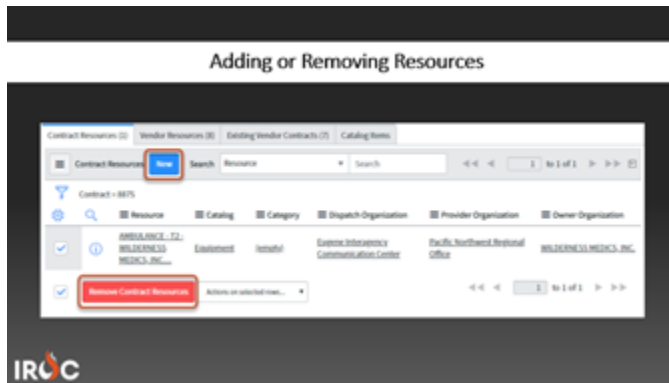 Adding or Removing Resources
Contract Resources (1) Vendor Resources (8) Existing Vendor Contracts (7) Catalog Items
Contract Resources New Search Resource Search 1 to 1 of 1
Contract = 8875
Resource Catalog Category Dispatch Organization Provider Organization Owner Organization
AMBULANCE - T2 - Equipment (empty) Eugene Interagency Pacific Northwest Regional WILDERNESS MEDICS, INC.
WILDERNESS Communication Center Office
MEDICS, INC....
Remove Contract Resources Actions on selected rows... 1 to 1 of 1
IROC